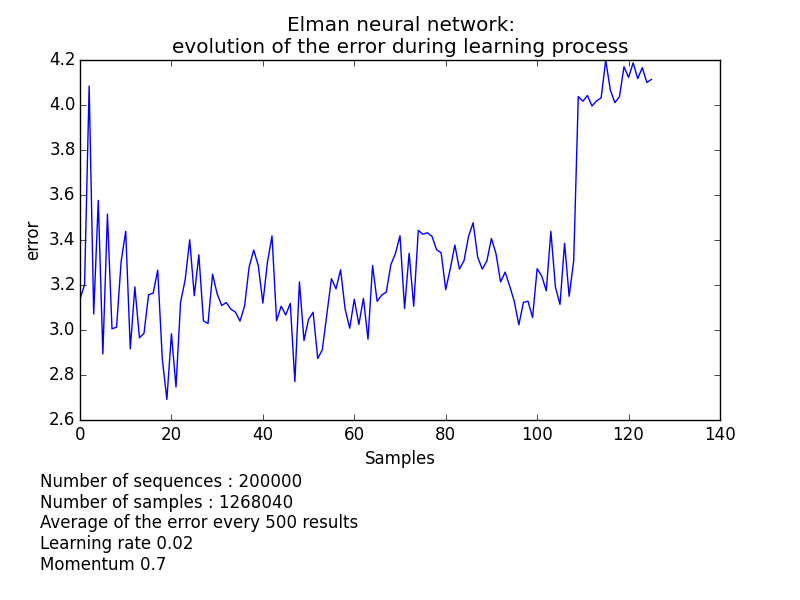 Elman neural network:
evolution of the error during learning process
4.2
4.0
3.8
3.6
3.4
3.2
3.0
2.8
2.6
error
0 20 40 60 80 100 120 140
Samples
Number of sequences : 200000
Number of samples : 1268040
Average of the error every 500 results
Learning rate 0.02
Momentum 0.7